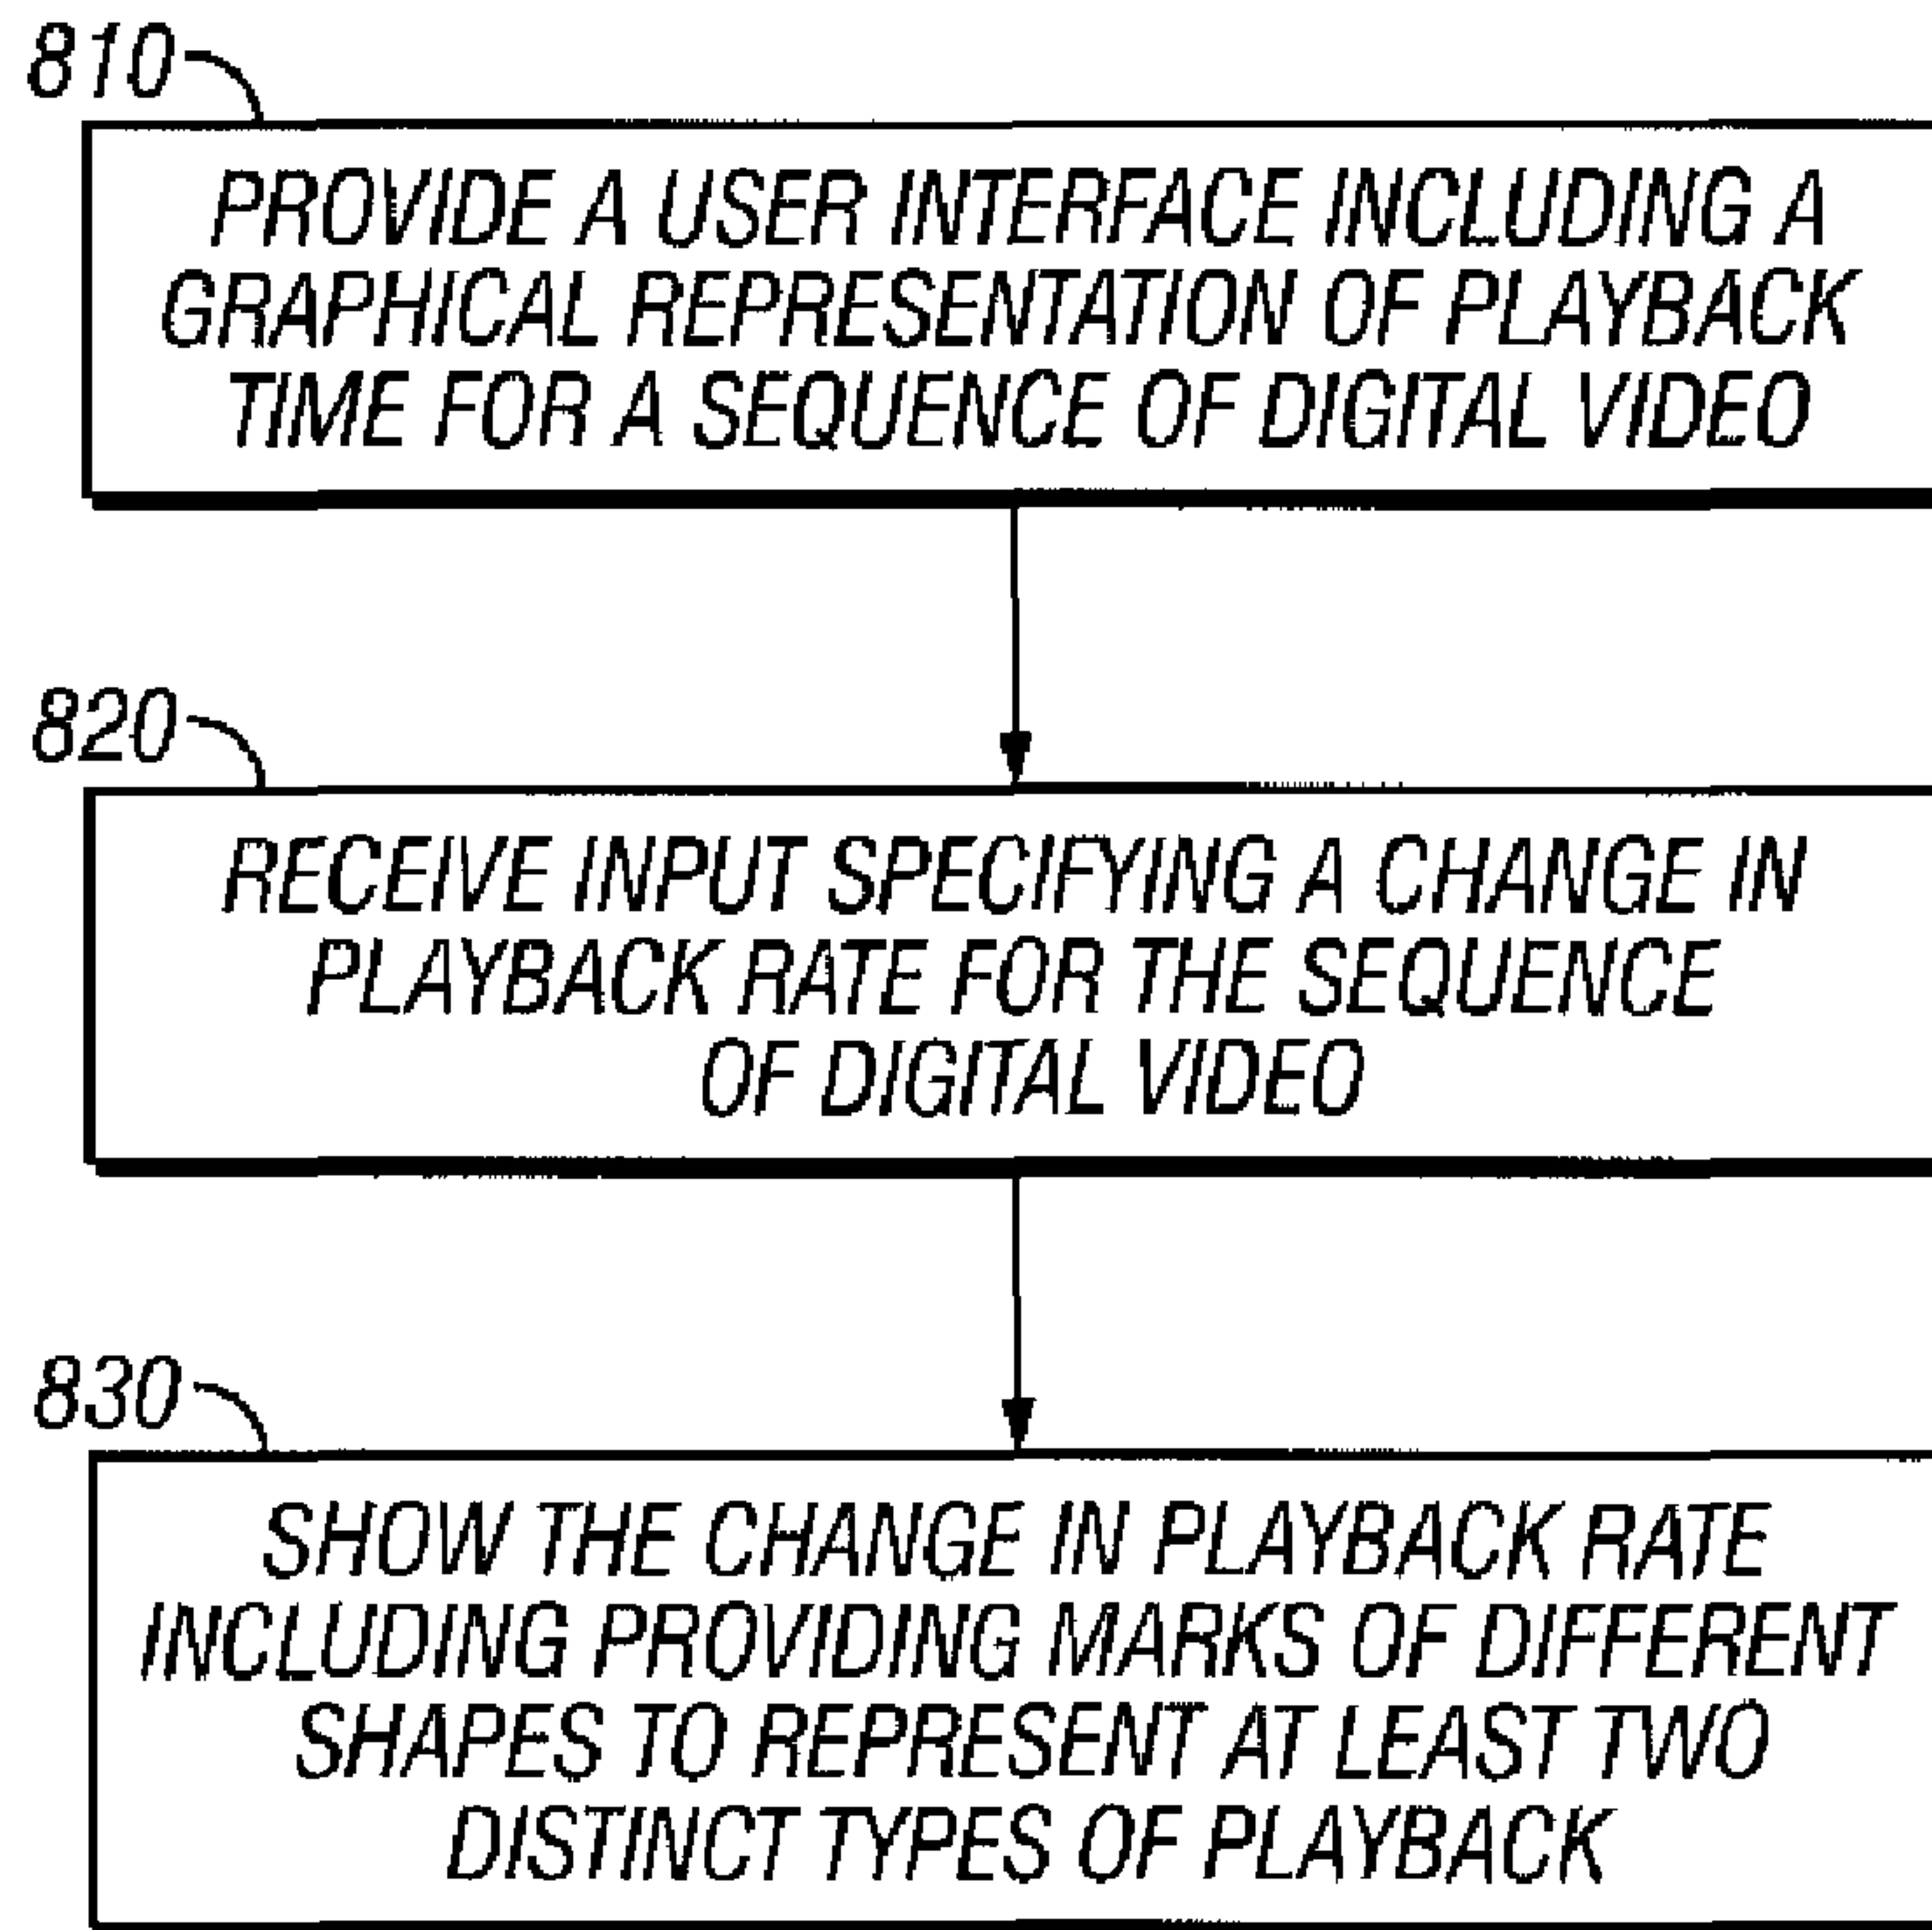 810
PROVIDE A USER INTERFACE INCLUDING A
GRAPHICAL REPRESENTATION OF PLAYBACK
TIME FOR A SEQUENCE OF DIGITAL VIDEO
820
RECEIVE INPUT SPECIFYING A CHANGE IN
PLAYBACK RATE FOR THE SEQUENCE
OF DIGITAL VIDEO
830
SHOW THE CHANGE IN PLAYBACK RATE
INCLUDING PROVIDING MARKS OF DIFFERENT
SHAPES TO REPRESENT AT LEAST TWO
DISTINCT TYPES OF PLAYBACK